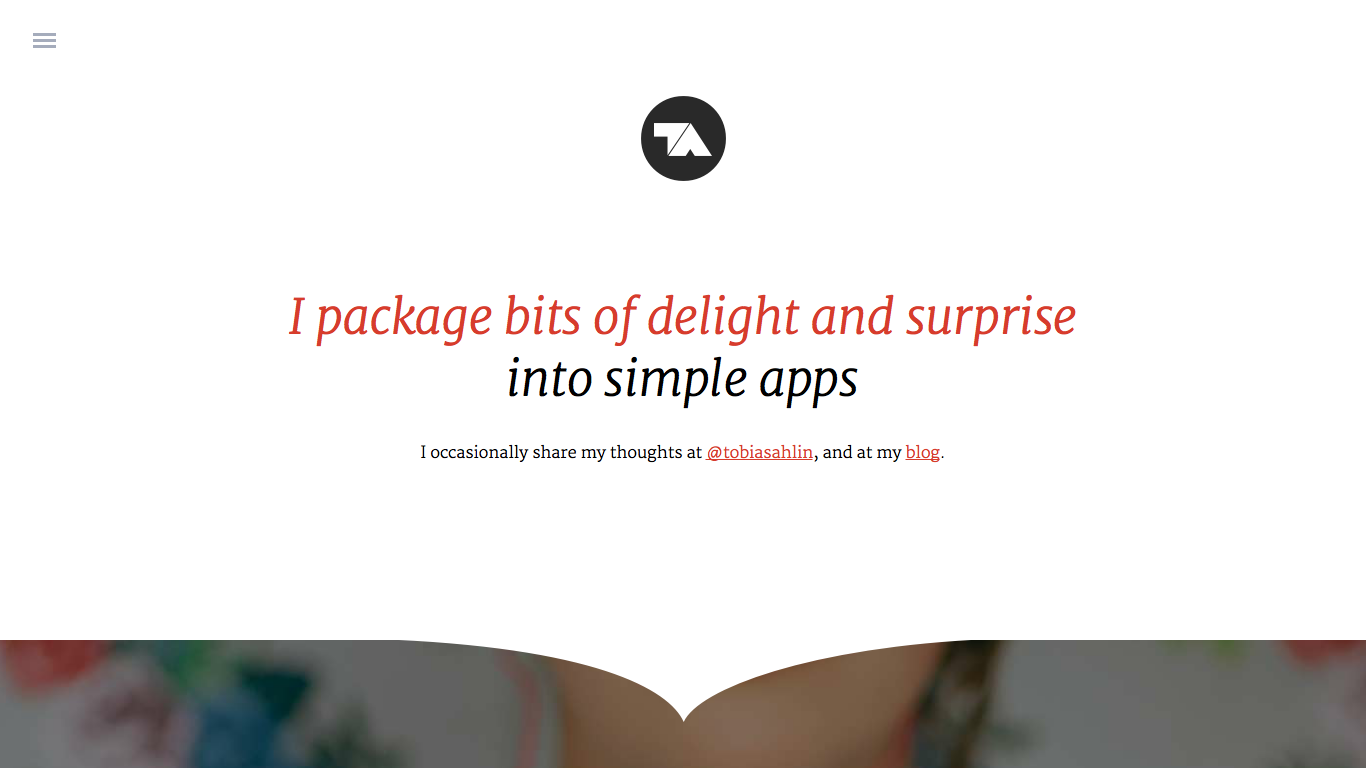 TA
I package bits of delight and surprise
into simple apps
I occasionally share my thoughts at @tobiasahlin, and at my blog.